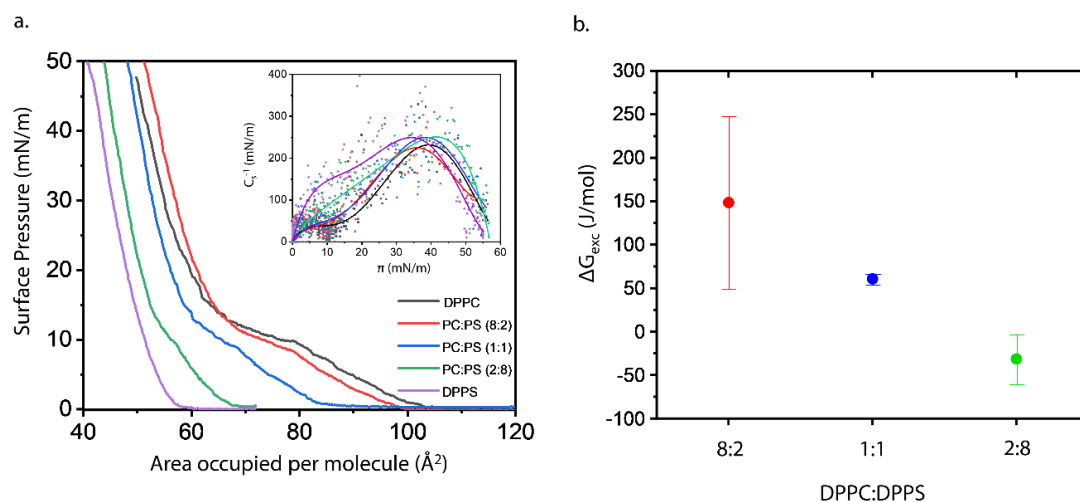 a.
Surface Pressure (mN/m)
50
40
30
20
10
0
40
60
80
100
120
Area occupied per molecule (Å²)
Cₛ⁻¹ (mN/m)
400
300
200
100
0
0
10
20
30
40
50
60
π (mN/m)
DPPC
PC:PS (8:2)
PC:PS (1:1)
PC:PS (2:8)
DPPS
b.
ΔG_exc (J/mol)
300
250
200
150
100
50
0
-50
-100
8:2
1:1
2:8
DPPC:DPPS